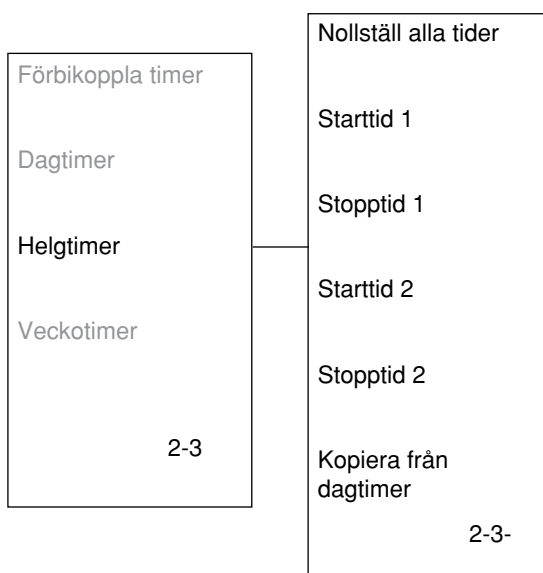 Förbikoppla timer
Dagtimer
Helgtimer
Veckotimer
2-3
Nollställ alla tider
Starttid 1
Stopptid 1
Starttid 2
Stopptid 2
Kopiera från
dagtimer
2-3-